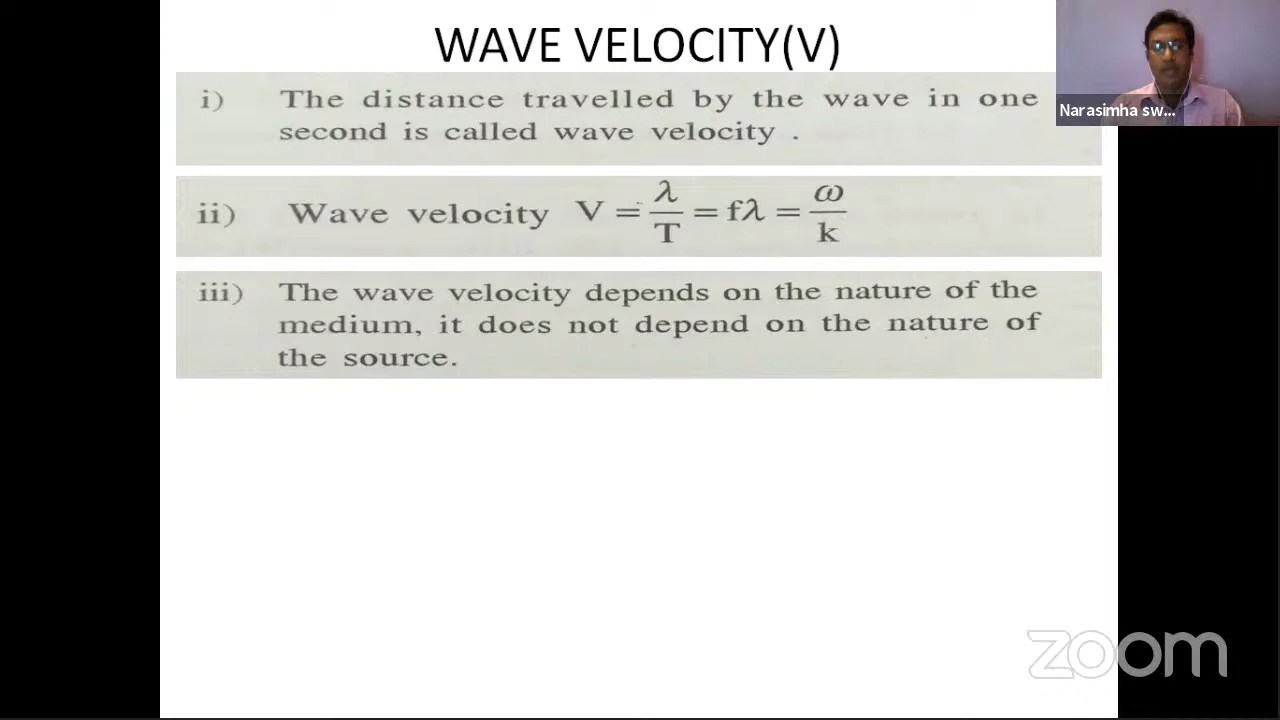 WAVE VELOCITY(V)
Narasimha sw...
i) The distance travelled by the wave in one
second is called wave velocity .
ii) Wave velocity V = λ/T = fλ = ω/k
iii) The wave velocity depends on the nature of the
medium, it does not depend on the nature of
the source.
zoom